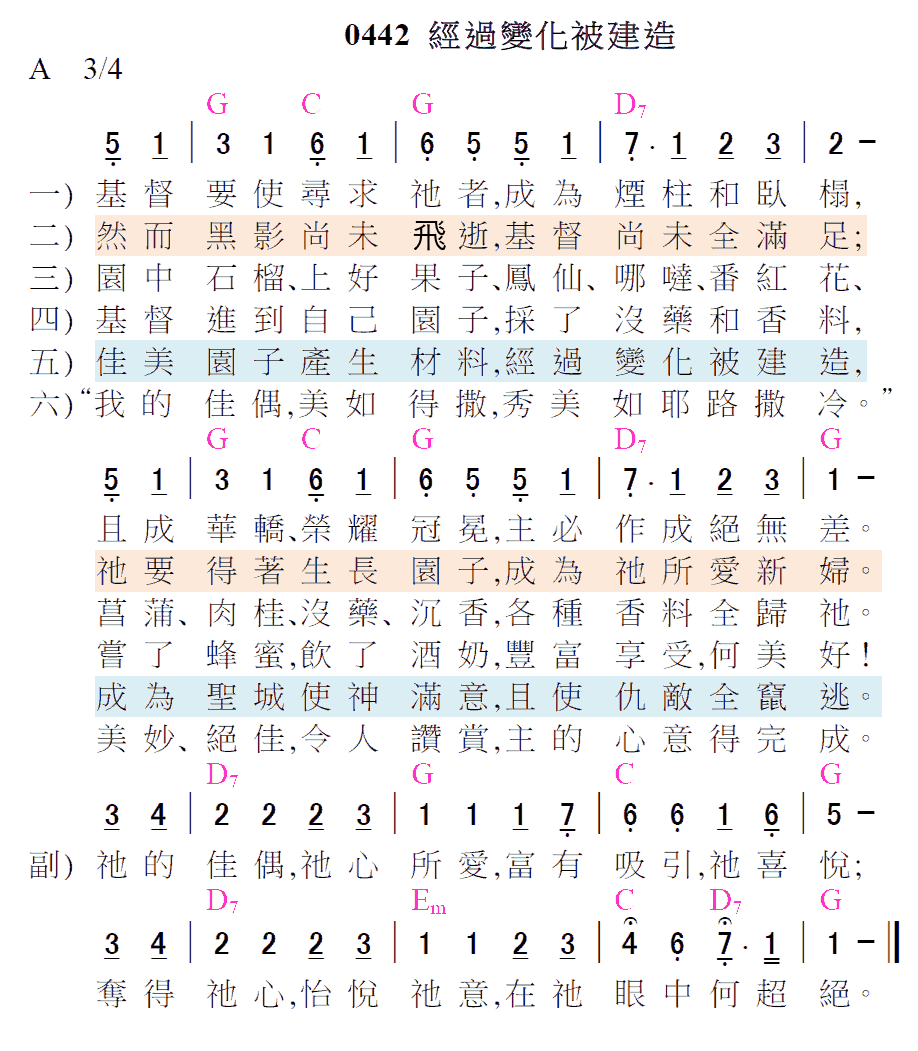 0442 經過變化被建造
A 3/4
G C G D7
5 1 | 3 1 6 1 | 6 5 5 1 | 7 · 1 2 3 | 2 –
一) 基督要使尋求祂者,成為煙柱和臥榻,
二) 然而黑影尚未飛逝,基督尚未全滿足;
三) 園中石榴、上好果子、鳳仙、哪噠、番紅花、
四) 基督進到自己園子,採了沒藥和香料,
五) 佳美園子產生材料,經過變化被建造,
六) “我的佳偶,美如得撒,秀美如耶路撒冷。”
G C G D7 G
5 1 | 3 1 6 1 | 6 5 5 1 | 7 · 1 2 3 | 1 –
且成華轎、榮耀冠冕,主必作成絕無差。
祂要得著生長園子,成為祂所愛新婦。
菖蒲、肉桂、沒藥、沉香,各種香料全歸祂。
嘗了蜂蜜,飲了酒奶,豐富享受,何美好!
成為聖城使神滿意,且使仇敵全竄逃。
美妙、絕佳,令人讚賞,主的心意得完成。
D7 G C G
3 4 | 2 2 2 3 | 1 1 1 7 | 6 6 1 6 | 5 –
副) 祂的佳偶,祂心所愛,富有吸引,祂喜悅;
D7 Em C D7 G
3 4 | 2 2 2 3 | 1 1 2 3 | 4 6 7 · 1 | 1 –
奪得祂心,怡悅祂意,在祂眼中何超絕。